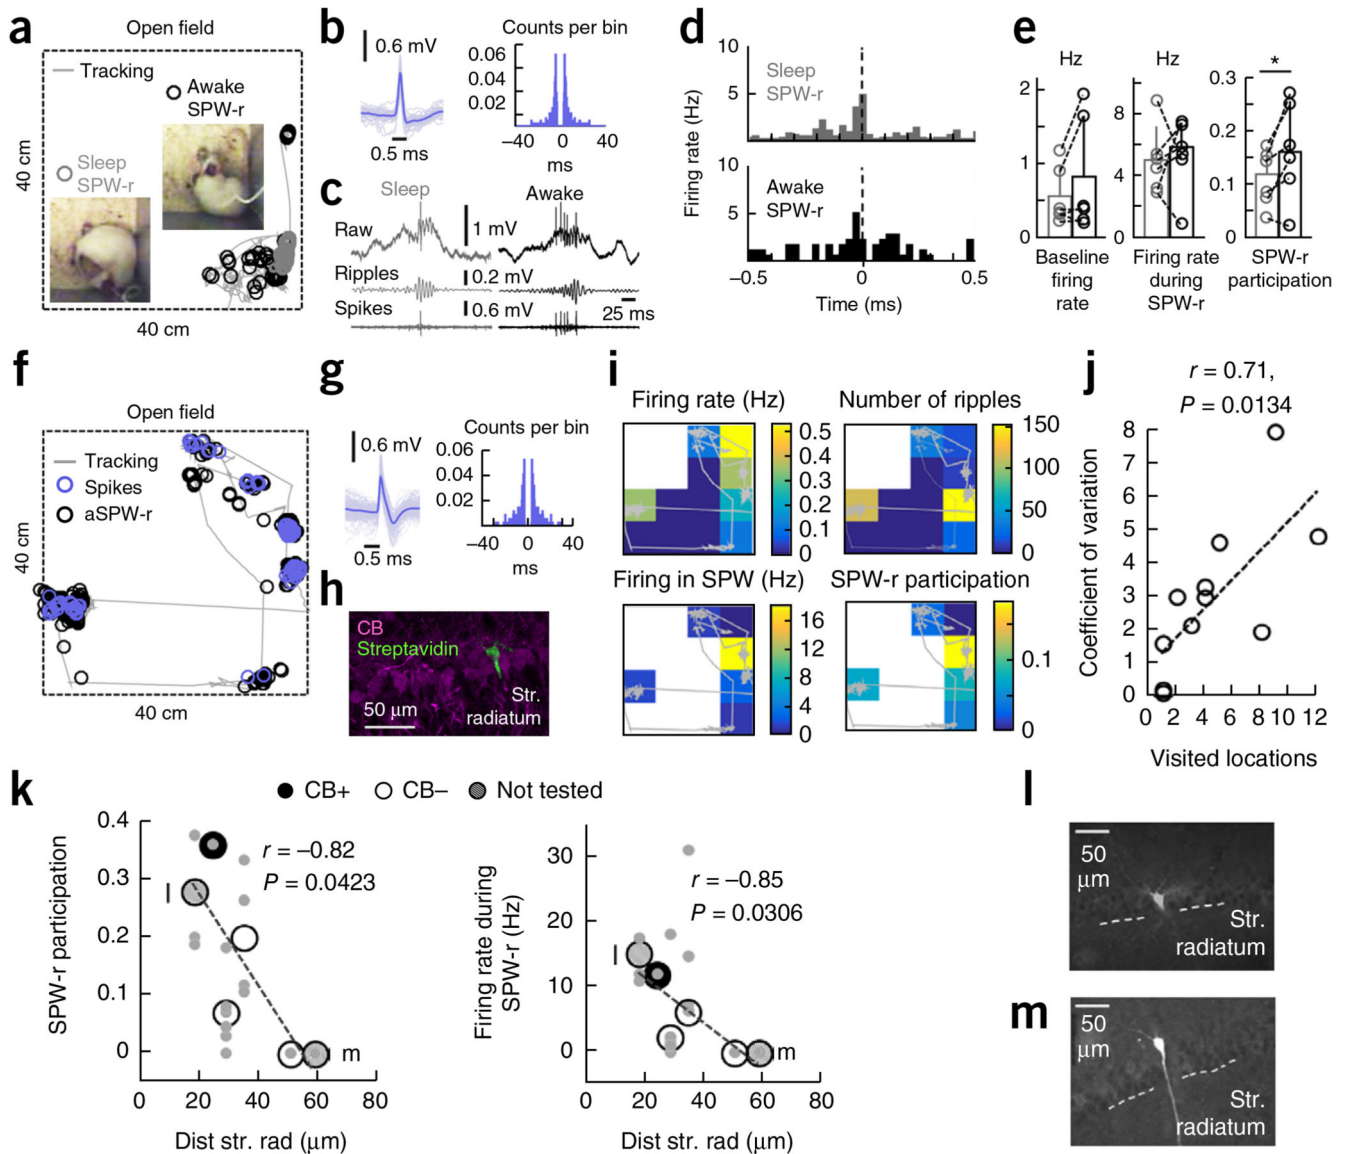 a
Open field
Tracking
Awake
SPW-r
Sleep
SPW-r
40 cm
40 cm
b
0.6 mV
0.5 ms
Counts per bin
0.06
0.04
0.02
−40 0 40
ms
c
Sleep
Awake
Raw
1 mV
Ripples
0.2 mV
Spikes
0.6 mV
25 ms
d
10
Sleep
SPW-r
5
10
Awake
SPW-r
5
Firing rate (Hz)
−0.5 0 0.5
Time (ms)
e
Hz
2
1
0
Baseline
firing
rate
Hz
8
4
0
Firing rate
during
SPW-r
*
0.3
0.2
0.1
0
SPW-r
participation
f
Open field
Tracking
Spikes
aSPW-r
40 cm
40 cm
g
0.6 mV
0.5 ms
Counts per bin
0.06
0.04
0.02
−40 0 40
ms
h
CB
Streptavidin
50 μm
Str.
radiatum
i
Firing rate (Hz)
0.5
0.4
0.3
0.2
0.1
0
Number of ripples
150
100
50
0
Firing in SPW (Hz)
16
12
8
4
0
SPW-r participation
0.1
0
j
r = 0.71,
P = 0.0134
8
7
6
5
4
3
2
1
0
Coefficient of variation
0 2 4 6 8 10 12
Visited locations
k
CB+ CB− Not tested
0.4
0.3
0.2
0.1
0
SPW-r participation
r = −0.82
P = 0.0423
l
m
0 20 40 60 80
Dist str. rad (μm)
30
20
10
0
Firing rate during
SPW-r (Hz)
r = −0.85
P = 0.0306
l
m
0 20 40 60 80
Dist str. rad (μm)
l
50
μm
Str.
radiatum
m
50
μm
Str.
radiatum